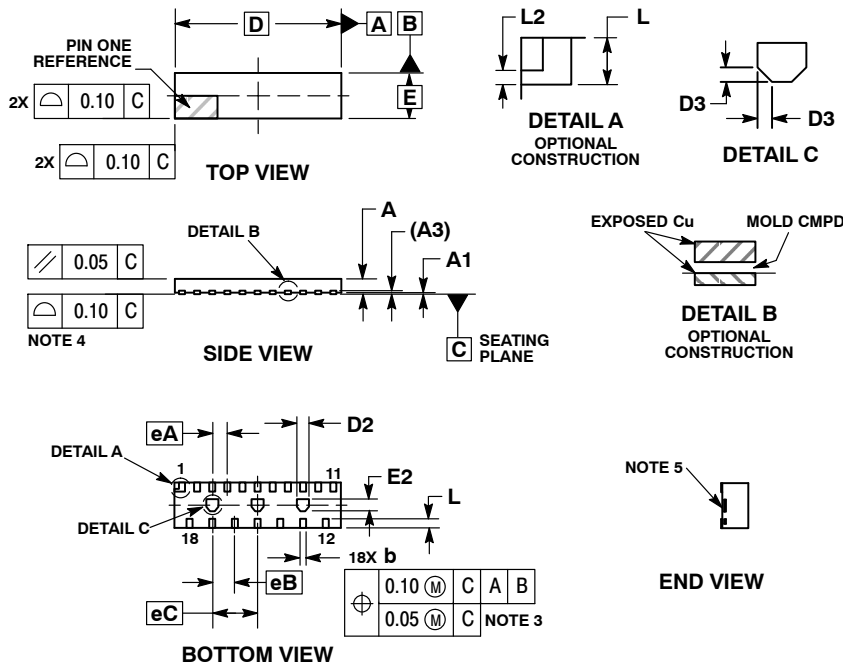 D
A
B
PIN ONE
REFERENCE
E
2X ⌓ 0.10 C
2X ⌓ 0.10 C
TOP VIEW
L2
L
DETAIL A
OPTIONAL
CONSTRUCTION
D3
D3
DETAIL C
DETAIL B
A
(A3)
A1
// 0.05 C
⌓ 0.10 C
NOTE 4
SIDE VIEW
C
SEATING
PLANE
EXPOSED Cu
MOLD CMPD
DETAIL B
OPTIONAL
CONSTRUCTION
eA
D2
DETAIL A
1
11
E2
L
DETAIL C
18
12
18X b
eB
eC
⌖ 0.10 Ⓜ C A B
0.05 Ⓜ C NOTE 3
BOTTOM VIEW
NOTE 5
END VIEW